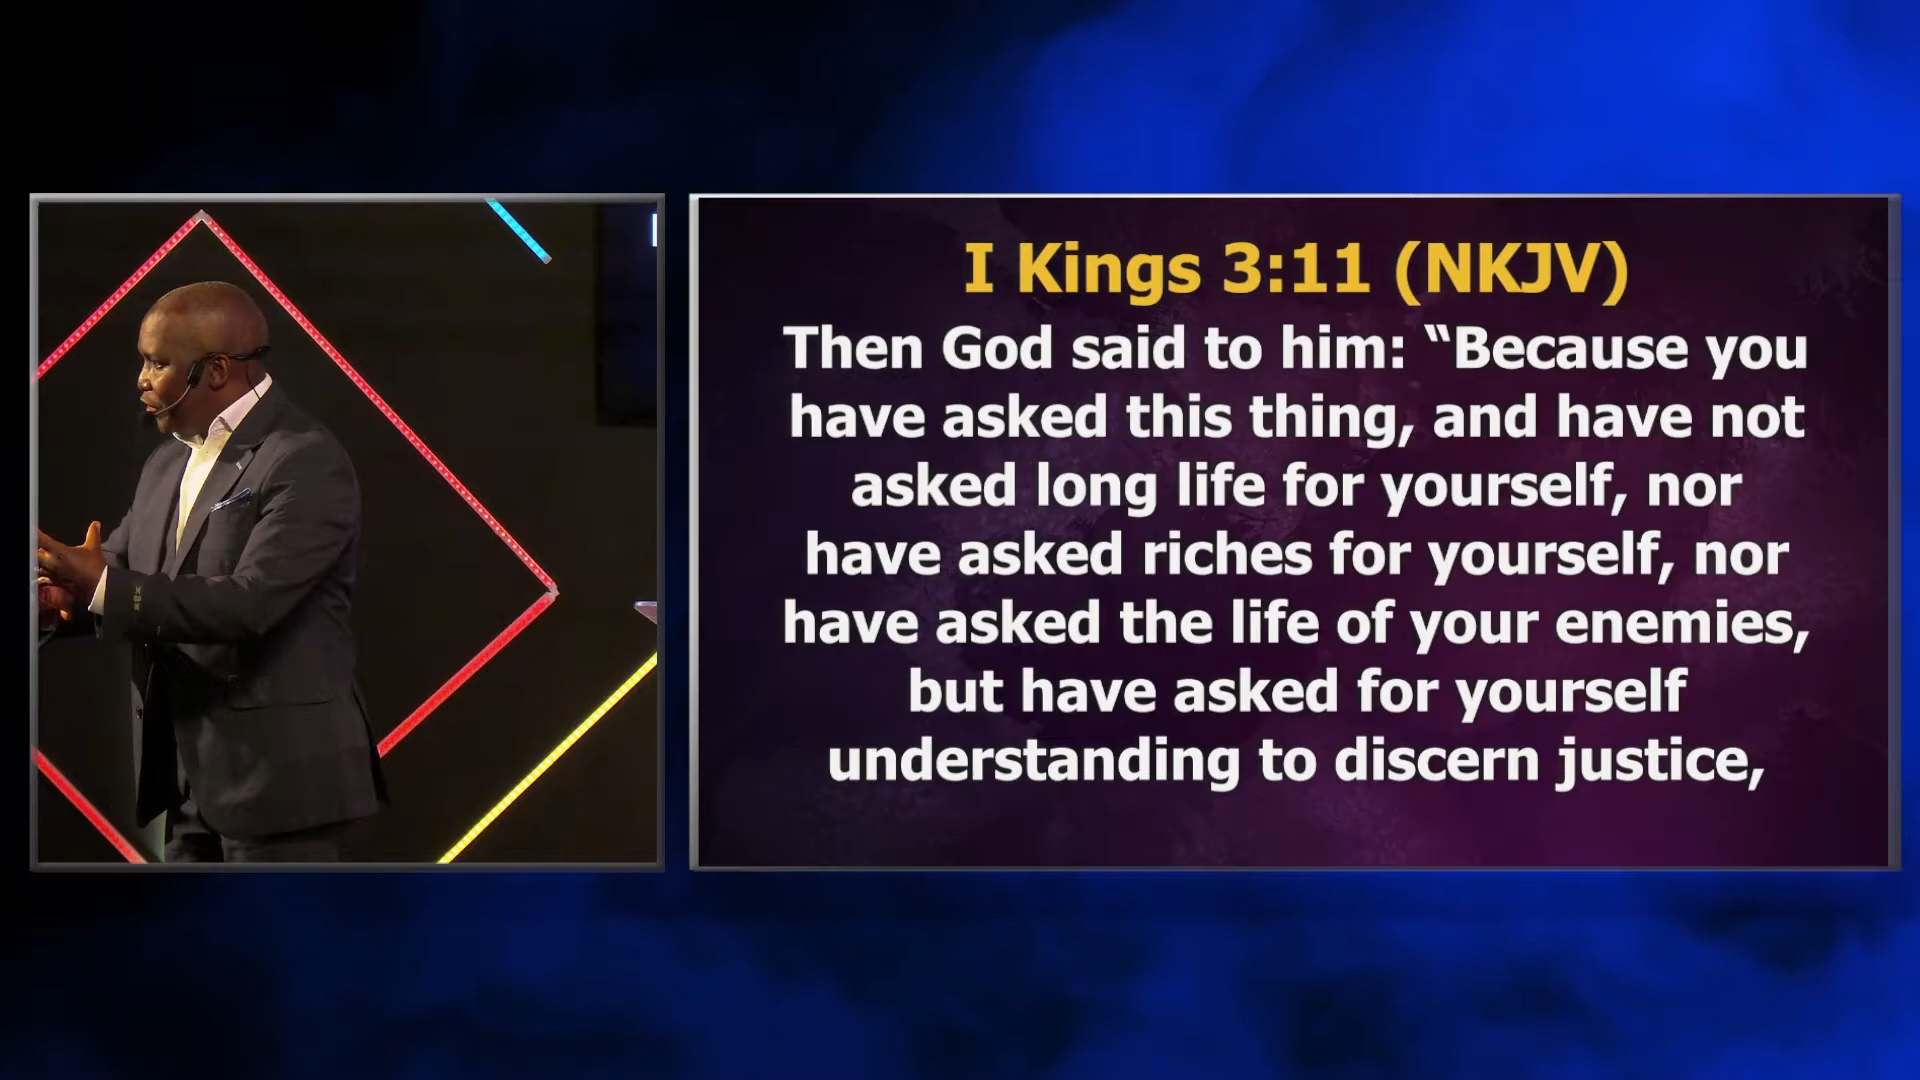 I Kings 3:11 (NKJV)
Then God said to him: “Because you
have asked this thing, and have not
asked long life for yourself, nor
have asked riches for yourself, nor
have asked the life of your enemies,
but have asked for yourself
understanding to discern justice,